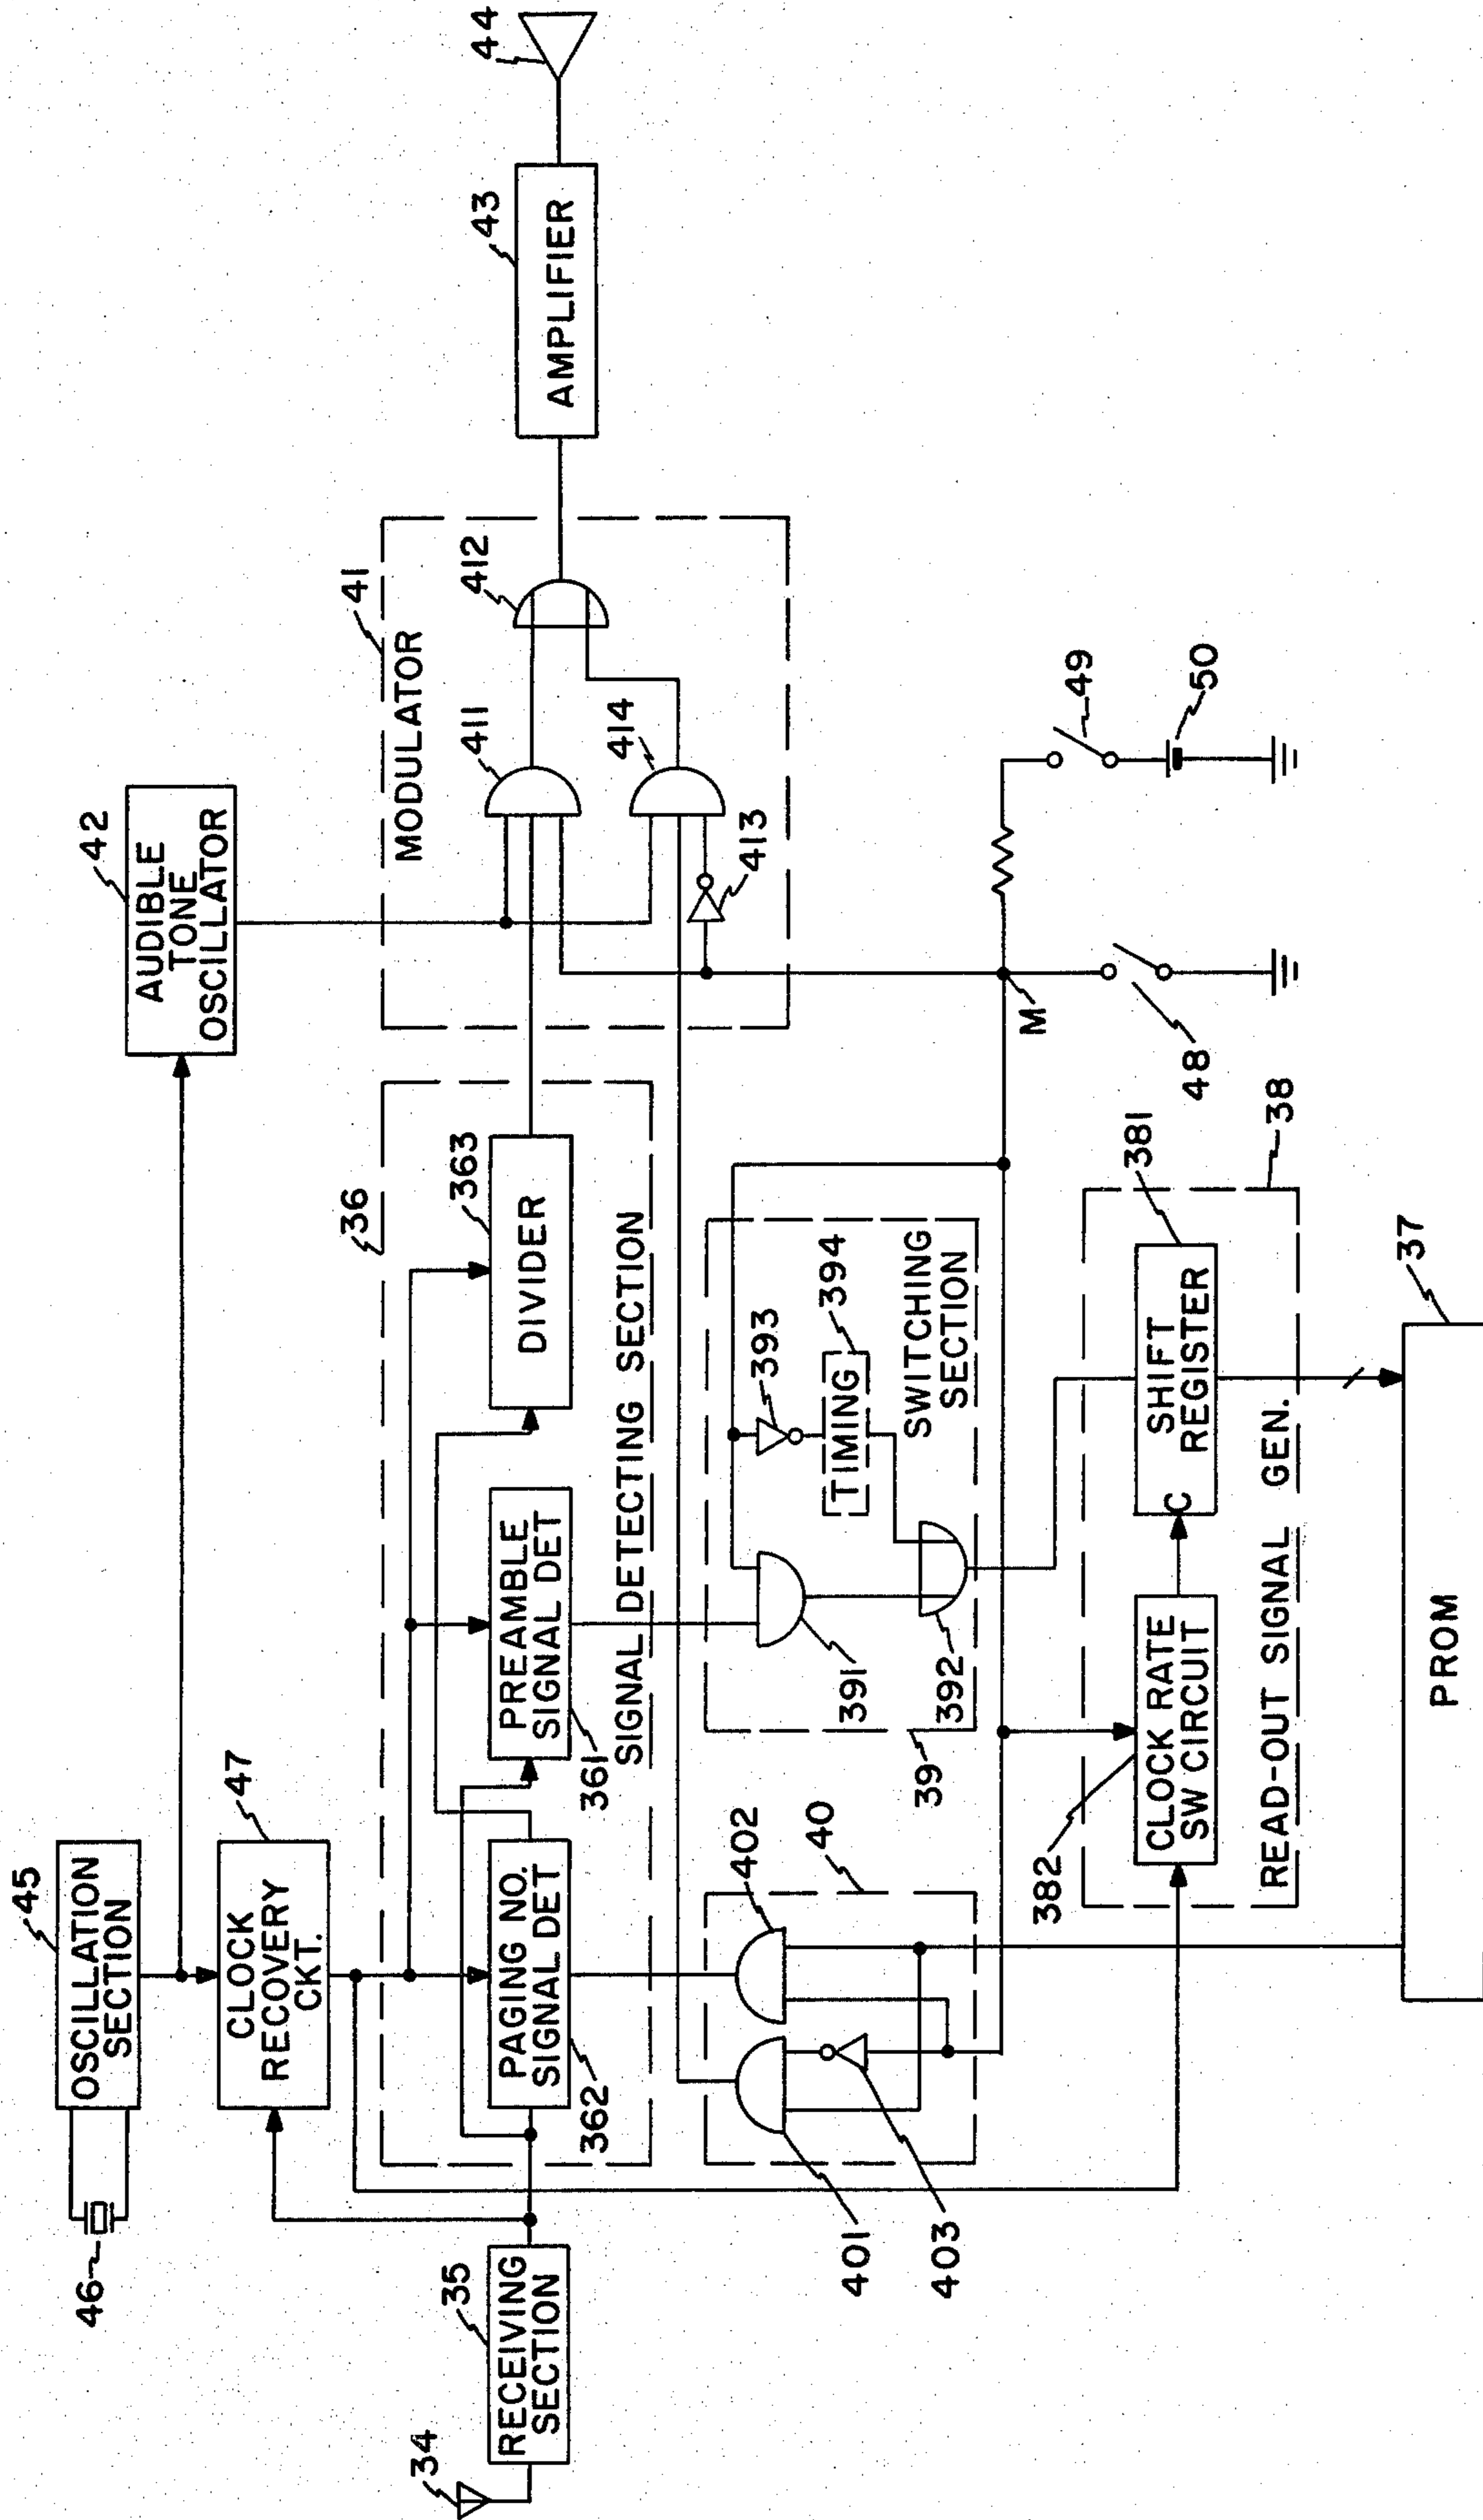 45
OSCILLATION
SECTION
46
47
CLOCK
RECOVERY
CKT.
42
AUDIBLE
TONE
OSCILLATOR
34
35
RECEIVING
SECTION
36
362
PAGING NO.
SIGNAL DET
361
PREAMBLE
SIGNAL DET
363
DIVIDER
SIGNAL DETECTING SECTION
41
MODULATOR
411
412
414
413
43
AMPLIFIER
44
40
401
402
403
39
391
392
393
394
TIMING
SWITCHING
SECTION
M
48
49
50
38
382
CLOCK RATE
SW CIRCUIT
C
381
SHIFT
REGISTER
READ-OUT SIGNAL GEN.
37
PROM